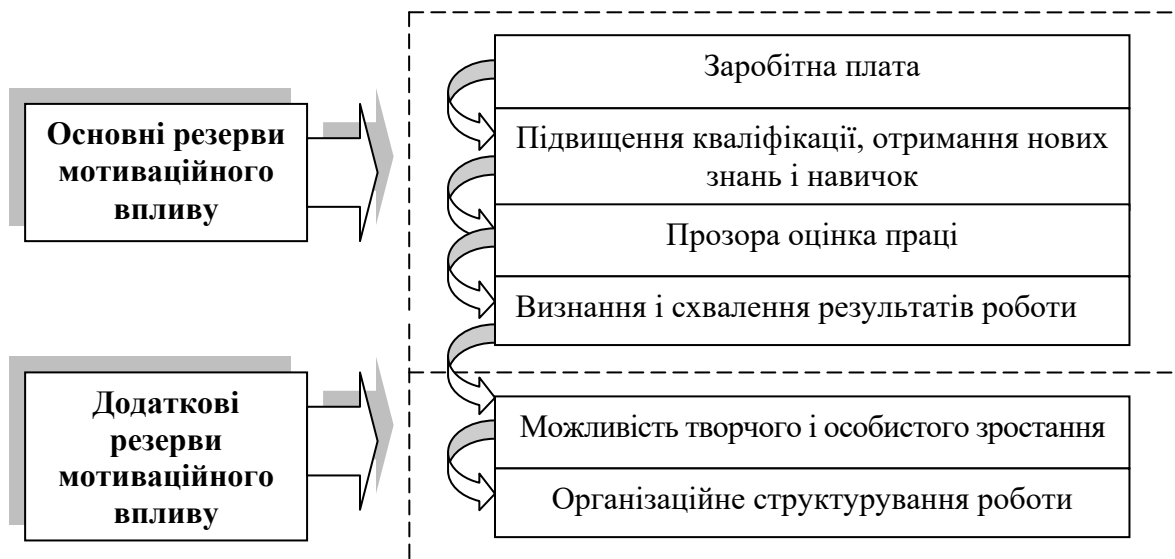 Основні резерви
мотиваційного
впливу
Заробітна плата
Підвищення кваліфікації, отримання нових
знань і навичок
Прозора оцінка праці
Визнання і схвалення результатів роботи
Додаткові
резерви
мотиваційного
впливу
Можливість творчого і особистого зростання
Організаційне структурування роботи